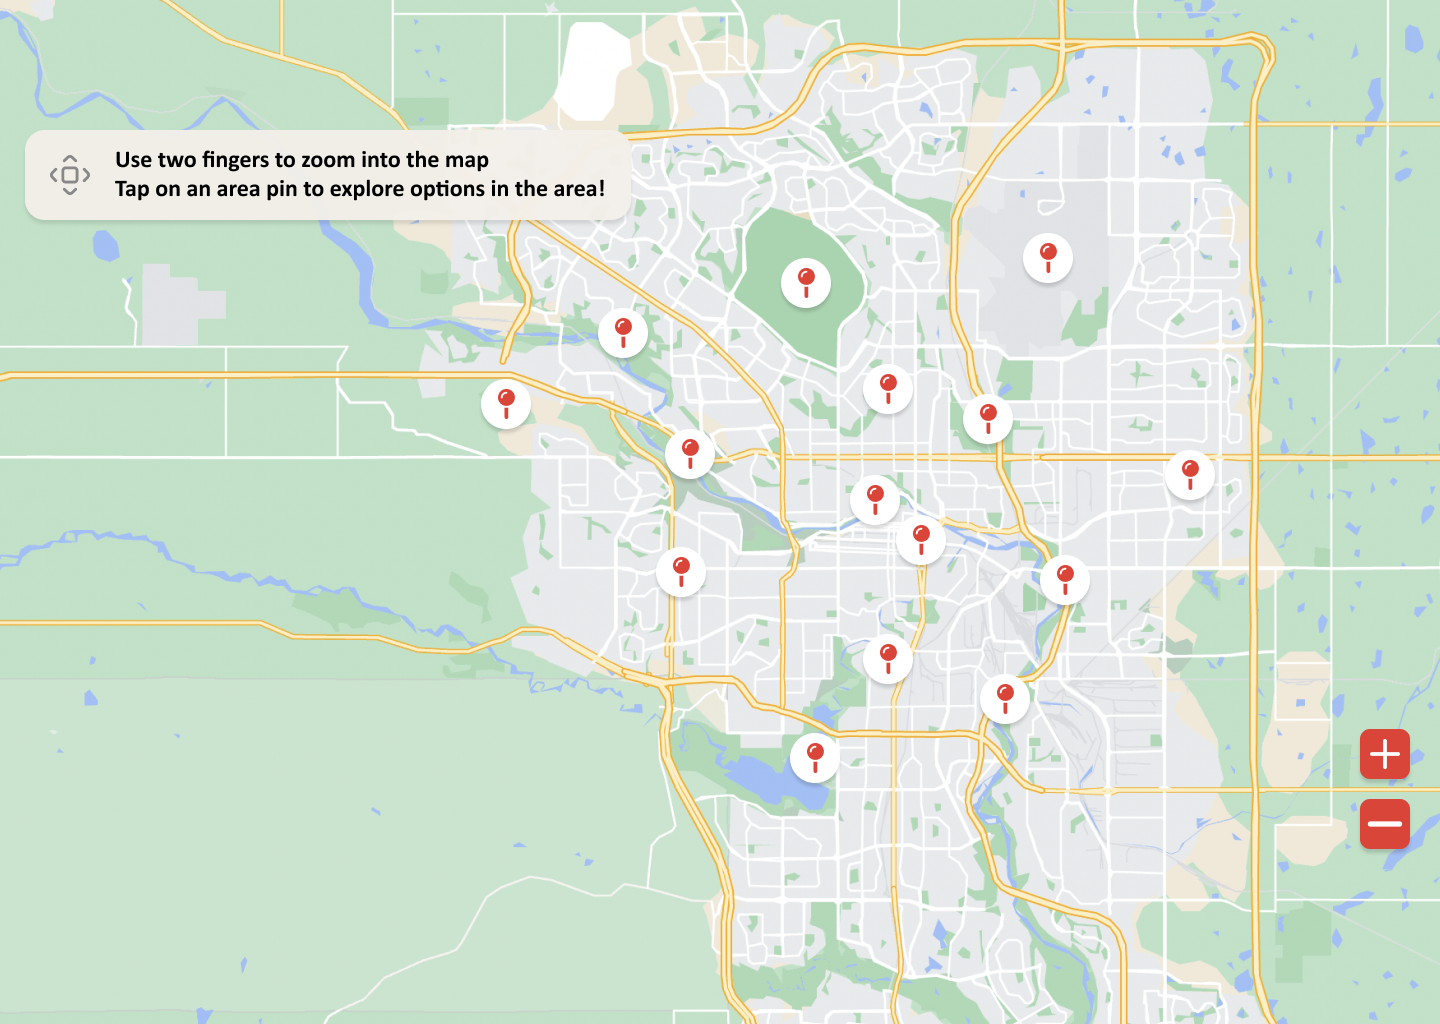 Use two fingers to zoom into the map
Tap on an area pin to explore options in the area!